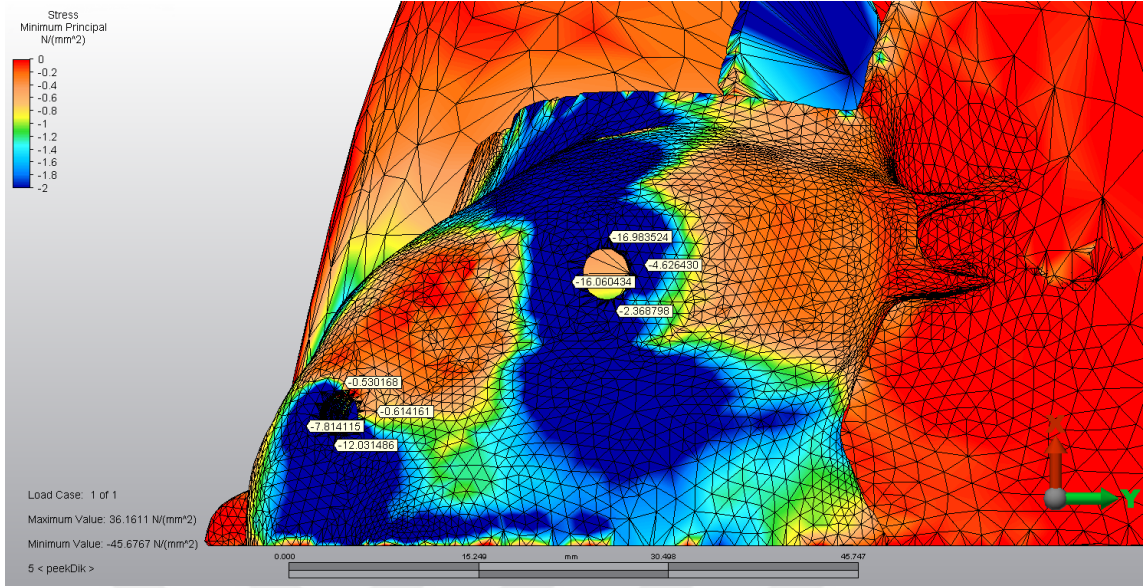 Stress
Minimum Principal
N/(mm^2)
0
-0.2
-0.4
-0.6
-0.8
-1
-1.2
-1.4
-1.6
-1.8
-2
-16.983524
-4.626430
-16.060434
-2.368798
-0.530168
-0.614161
-7.814115
-12.031486
X
Y
Load Case: 1 of 1
Maximum Value: 36.1611 N/(mm^2)
Minimum Value: -45.6767 N/(mm^2)
0.000 15.249 mm 30.498 45.747
5 < peekDik >